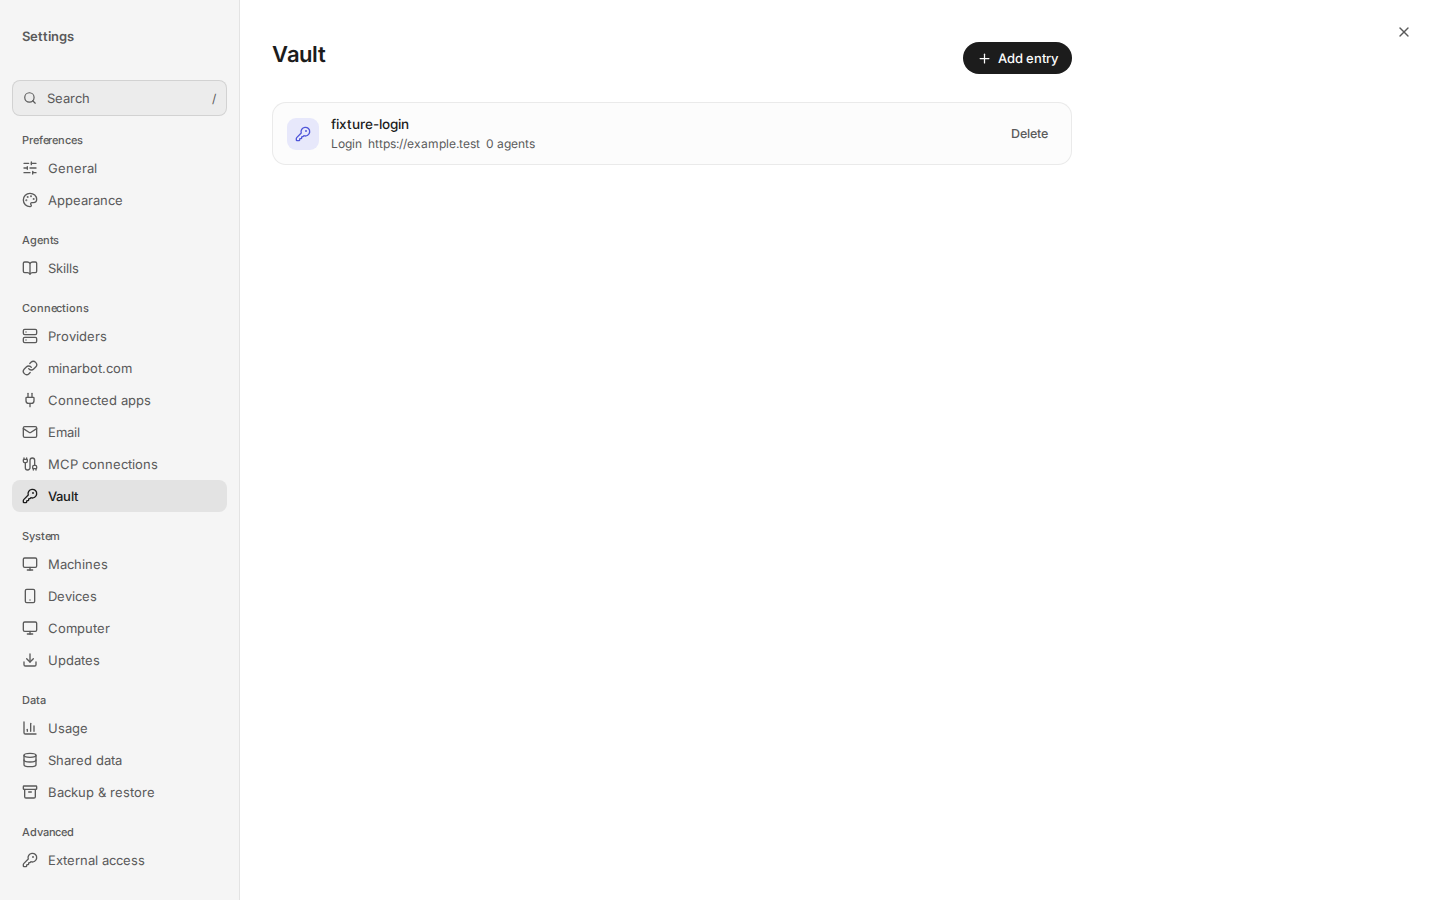 Settings
Search /
Preferences
General
Appearance
Agents
Skills
Connections
Providers
minarbot.com
Connected apps
Email
MCP connections
Vault
System
Machines
Devices
Computer
Updates
Data
Usage
Shared data
Backup & restore
Advanced
External access
Vault
Add entry
fixture-login
Login https://example.test 0 agents
Delete